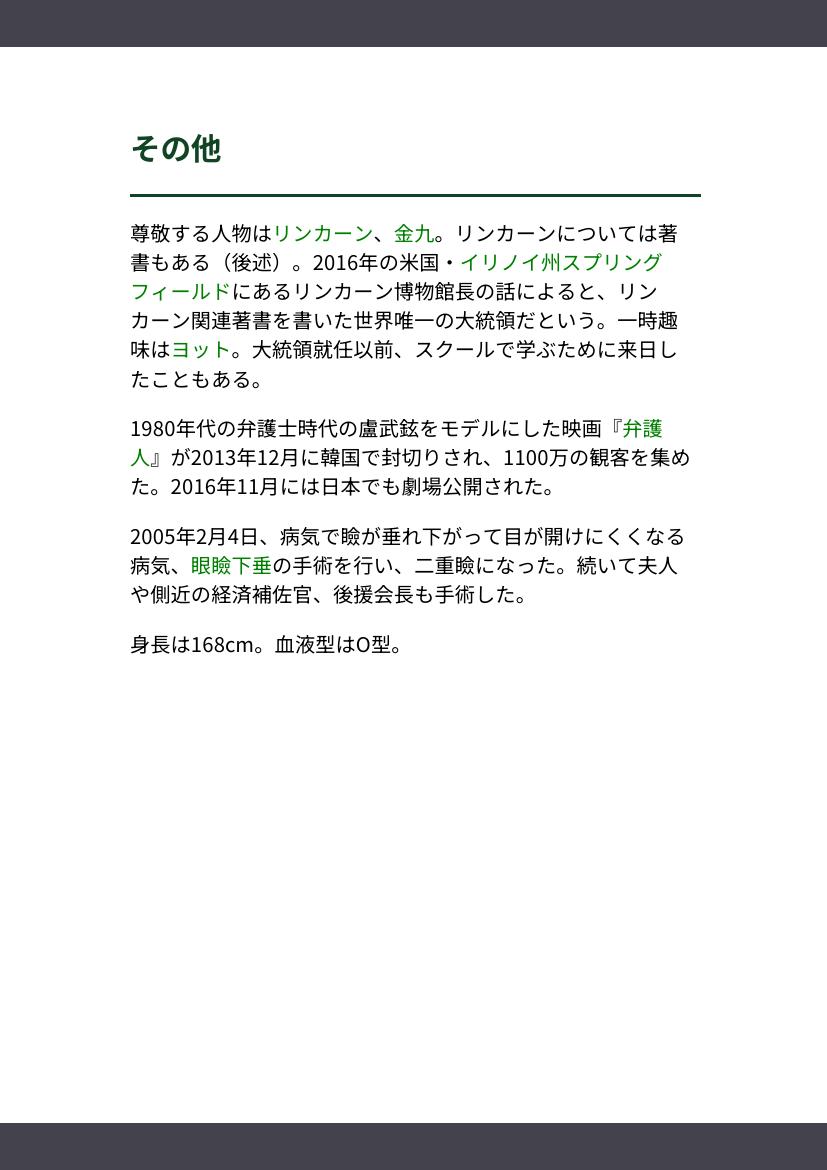 その他
尊敬する人物はリンカーン、金九。リンカーンについては著
書もある（後述）。2016年の米国・イリノイ州スプリング
フィールドにあるリンカーン博物館長の話によると、リン
カーン関連著書を書いた世界唯一の大統領だという。一時趣
味はヨット。大統領就任以前、スクールで学ぶために来日し
たこともある。
1980年代の弁護士時代の盧武鉉をモデルにした映画『弁護
人』が2013年12月に韓国で封切りされ、1100万の観客を集め
た。2016年11月には日本でも劇場公開された。
2005年2月4日、病気で瞼が垂れ下がって目が開けにくくなる
病気、眼瞼下垂の手術を行い、二重瞼になった。続いて夫人
や側近の経済補佐官、後援会長も手術した。
身長は168cm。血液型はO型。